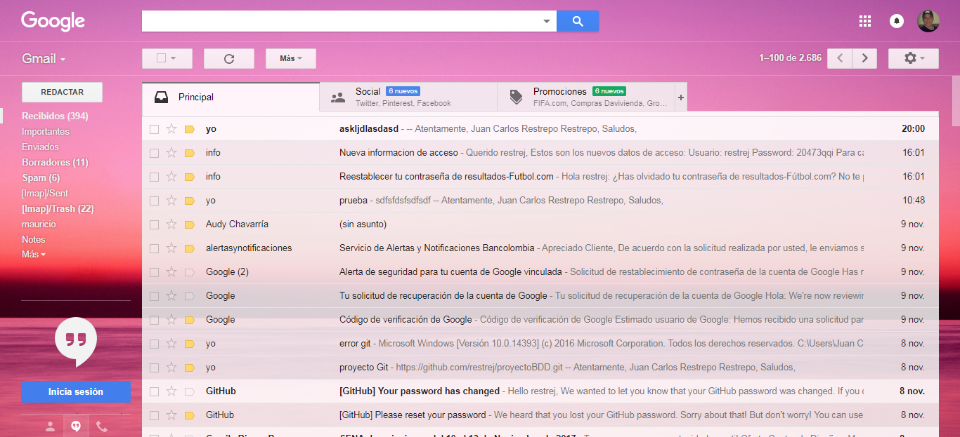 Google
Gmail
Más
1–100 de 2.686
REDACTAR
Recibidos (394)
Importantes
Enviados
Borradores (11)
Spam (6)
[Imap]/Sent
[Imap]/Trash (22)
mauricio
Notes
Más
Inicia sesión
Principal
Social 6 nuevos
Twitter, Pinterest, Facebook
Promociones 6 nuevos
FIFA.com, Compras Davivienda, Gro...
+
yo askljdlasdasd - -- Atentamente, Juan Carlos Restrepo Restrepo, Saludos, 20:00
info Nueva informacion de acceso - Querido restrej, Estos son los nuevos datos de acceso: Usuario: restrej Password: 20473qqi Para ca 16:01
info Reestablecer tu contraseña de resultados-Futbol.com - Hola restrej: ¿Has olvidado tu contraseña de resultados-Fútbol.com? No te p 16:01
yo prueba - sdfsfdsfsdfsdf -- Atentamente, Juan Carlos Restrepo Restrepo, Saludos, 10:48
Audy Chavarría (sin asunto) 9 nov.
alertasynotificaciones Servicio de Alertas y Notificaciones Bancolombia - Apreciado Cliente, De acuerdo con la solicitud realizada por usted, le enviamos s 9 nov.
Google (2) Alerta de seguridad para tu cuenta de Google vinculada - Solicitud de restablecimiento de contraseña de la cuenta de Google Has r 9 nov.
Google Tu solicitud de recuperación de la cuenta de Google - Tu solicitud de recuperación de la cuenta de Google Hola: We're now reviewin 9 nov.
Google Código de verificación de Google - Código de verificación de Google Estimado usuario de Google: Hemos recibido una solicitud par 9 nov.
yo error git - Microsoft Windows [Versión 10.0.14393] (c) 2016 Microsoft Corporation. Todos los derechos reservados. C:\Users\Juan C 8 nov.
yo proyecto Git - https://github.com/restrej/proyectoBDD.git -- Atentamente, Juan Carlos Restrepo Restrepo, Saludos, 8 nov.
GitHub [GitHub] Your password has changed - Hello restrej, We wanted to let you know that your GitHub password was changed. If you d 8 nov.
GitHub [GitHub] Please reset your password - We heard that you lost your GitHub password. Sorry about that! But don't worry! You can use 8 nov.